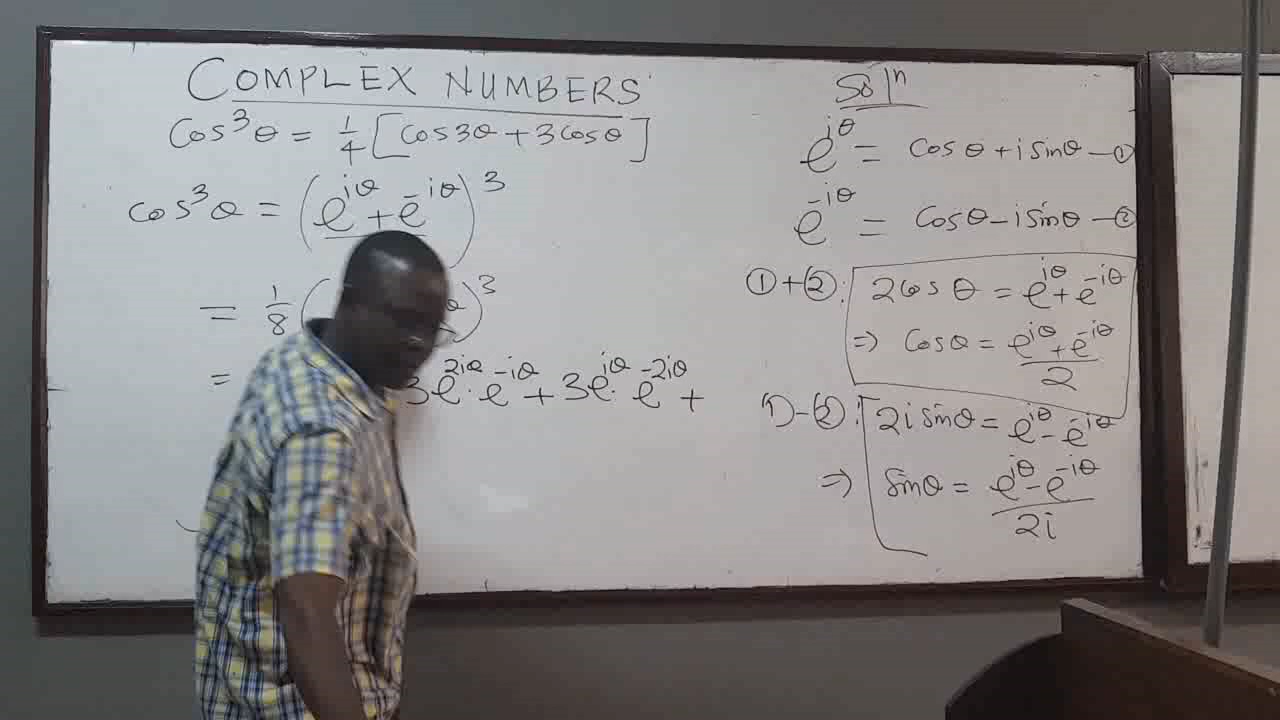 COMPLEX NUMBERS
cos³θ = 1/4 [cos3θ + 3cosθ]
cos³θ = (e^iθ + e^-iθ)³
= 1/8 ( θ)³
= 3e^2iθ · e^-iθ + 3e^iθ · e^-2iθ +
Solⁿ
e^iθ = cosθ + i sinθ — ①
e^-iθ = cosθ - i sinθ — ②
① + ②: 2cosθ = e^iθ + e^-iθ
⇒ cosθ = (e^iθ + e^-iθ)/2
① - ②: 2i sinθ = e^iθ - e^-iθ
⇒ sinθ = (e^iθ - e^-iθ)/2i